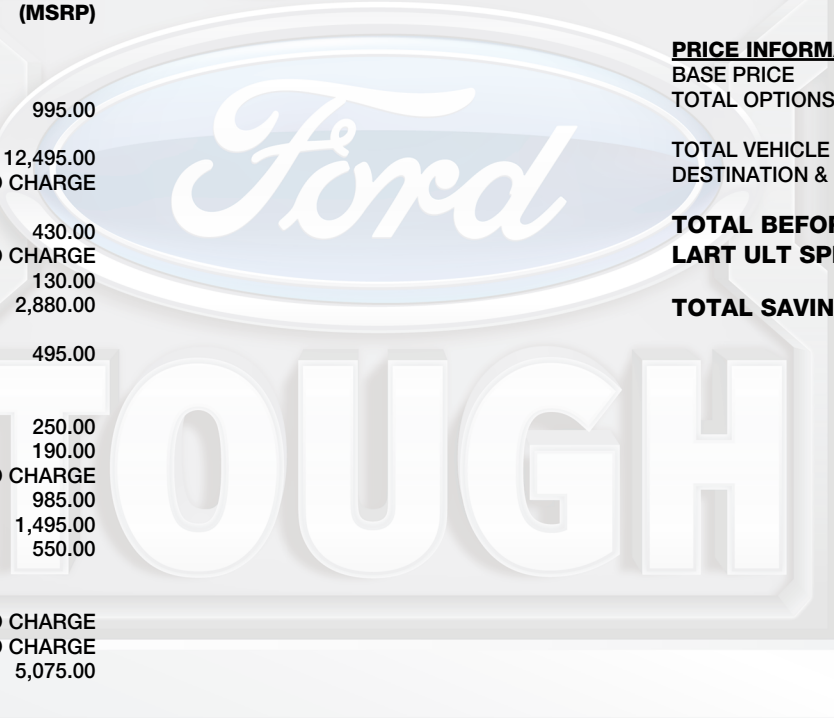 (MSRP)
995.00
12,495.00
CHARGE
430.00
CHARGE
130.00
2,880.00
495.00
250.00
190.00
CHARGE
985.00
1,495.00
550.00
CHARGE
CHARGE
5,075.00
PRICE INFORMA
BASE PRICE
TOTAL OPTIONS
TOTAL VEHICLE
DESTINATION &
TOTAL BEFOR
LART ULT SP
TOTAL SAVIN
Ford
TOUGH